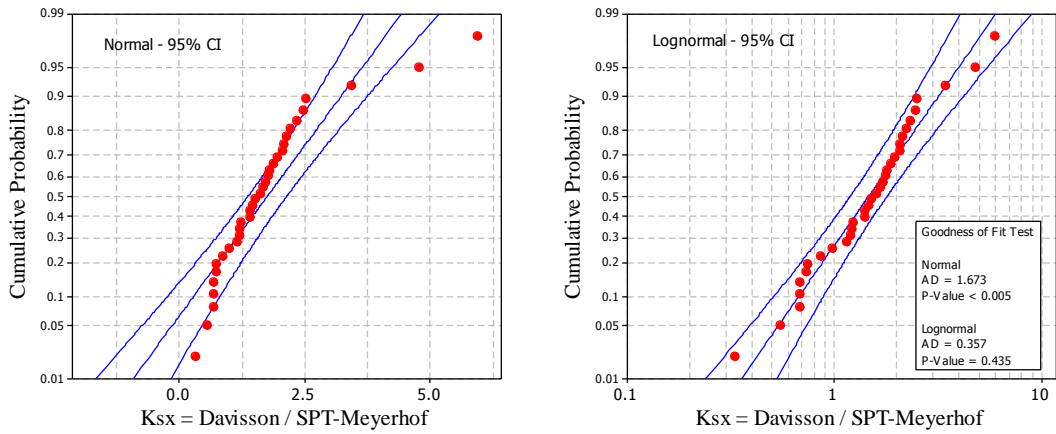 Normal - 95% CI
Cumulative Probability
0.99
0.95
0.9
0.8
0.7
0.6
0.5
0.4
0.3
0.2
0.1
0.05
0.01
0.0
2.5
5.0
Ksx = Davisson / SPT-Meyerhof
Lognormal - 95% CI
Cumulative Probability
0.99
0.95
0.9
0.8
0.7
0.6
0.5
0.4
0.3
0.2
0.1
0.05
0.01
0.1
1
10
Ksx = Davisson / SPT-Meyerhof
Goodness of Fit Test
Normal
AD = 1.673
P-Value < 0.005
Lognormal
AD = 0.357
P-Value = 0.435